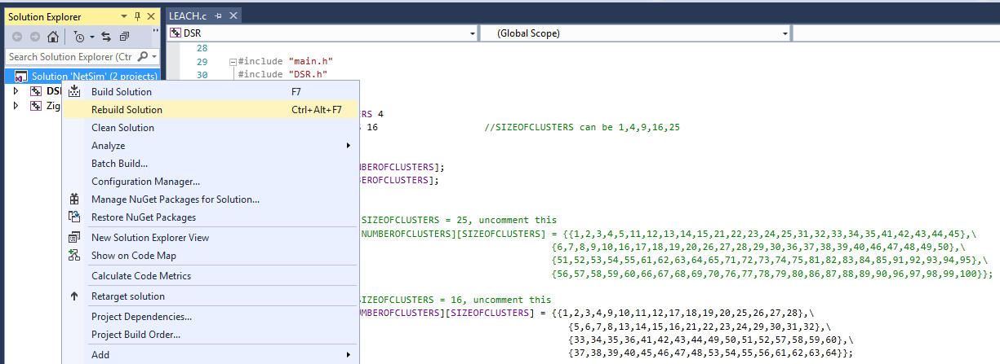 Solution Explorer
LEACH.c
DSR
(Global Scope)
Search Solution Explorer (Ctr
Solution 'NetSim' (2 projects)
DS
Zig
Build Solution F7
Rebuild Solution Ctrl+Alt+F7
Clean Solution
Analyze
Batch Build...
Configuration Manager...
Manage NuGet Packages for Solution...
Restore NuGet Packages
New Solution Explorer View
Show on Code Map
Calculate Code Metrics
Retarget solution
Project Dependencies...
Project Build Order...
Add
28
29 #include "main.h"
30 #include "DSR.h"
ERS 4
S 16 //SIZEOFCLUSTERS can be 1,4,9,16,25
MBEROFCLUSTERS];
BEROFCLUSTERS];
SIZEOFCLUSTERS = 25, uncomment this
NUMBEROFCLUSTERS][SIZEOFCLUSTERS] = {{1,2,3,4,5,11,12,13,14,15,21,22,23,24,25,31,32,33,34,35,41,42,43,44,45},\
{6,7,8,9,10,16,17,18,19,20,26,27,28,29,30,36,37,38,39,40,46,47,48,49,50},\
{51,52,53,54,55,61,62,63,64,65,71,72,73,74,75,81,82,83,84,85,91,92,93,94,95},\
{56,57,58,59,60,66,67,68,69,70,76,77,78,79,80,86,87,88,89,90,96,97,98,99,100}};
SIZEOFCLUSTERS = 16, uncomment this
NUMBEROFCLUSTERS][SIZEOFCLUSTERS] = {{1,2,3,4,9,10,11,12,17,18,19,20,25,26,27,28},\
{5,6,7,8,13,14,15,16,21,22,23,24,29,30,31,32},\
{33,34,35,36,41,42,43,44,49,50,51,52,57,58,59,60},\
{37,38,39,40,45,46,47,48,53,54,55,56,61,62,63,64}};